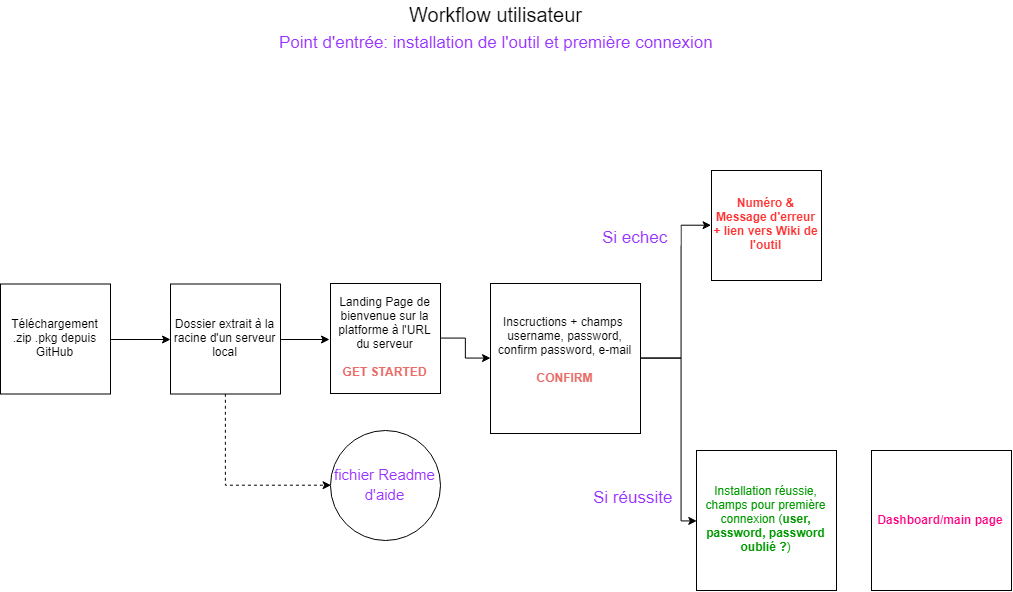 Workflow utilisateur
Point d'entrée: installation de l'outil et première connexion
Téléchargement
.zip .pkg depuis
GitHub
Dossier extrait à la
racine d'un serveur
local
fichier Readme
d'aide
Landing Page de
bienvenue sur la
platforme à l'URL
du serveur
GET STARTED
Inscructions + champs
username, password,
confirm password, e-mail
CONFIRM
Si echec
Numéro &
Message d'erreur
+ lien vers Wiki de
l'outil
Si réussite
Installation réussie,
champs pour première
connexion (user,
password, password
oublié ?)
Dashboard/main page